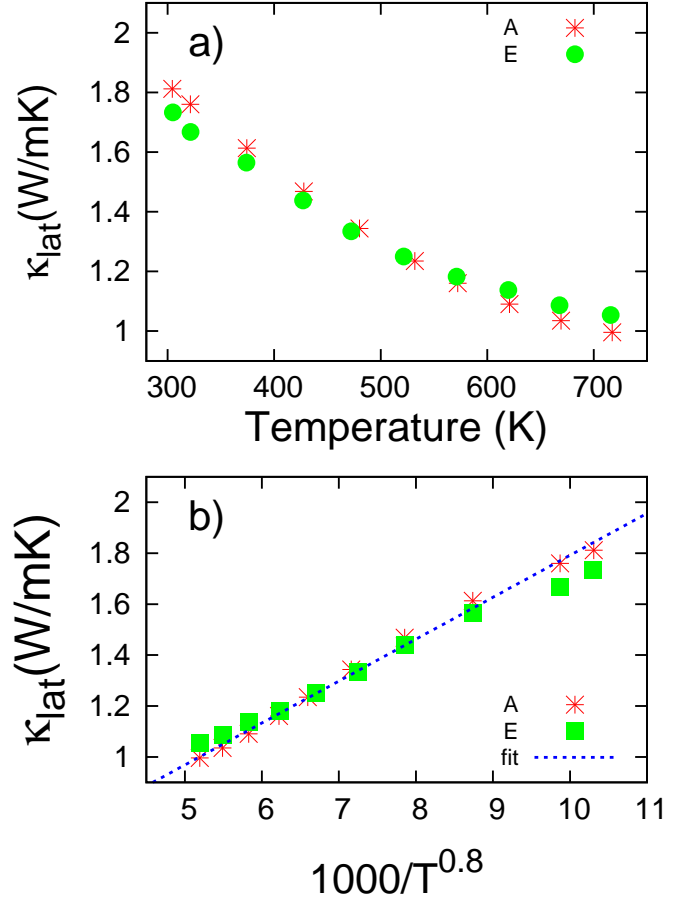 a)
A
E
κlat(W/mK)
2
1.8
1.6
1.4
1.2
1
300 400 500 600 700
Temperature (K)
b)
κlat(W/mK)
2
1.8
1.6
1.4
1.2
1
A
E
fit
5 6 7 8 9 10 11
1000/T^0.8